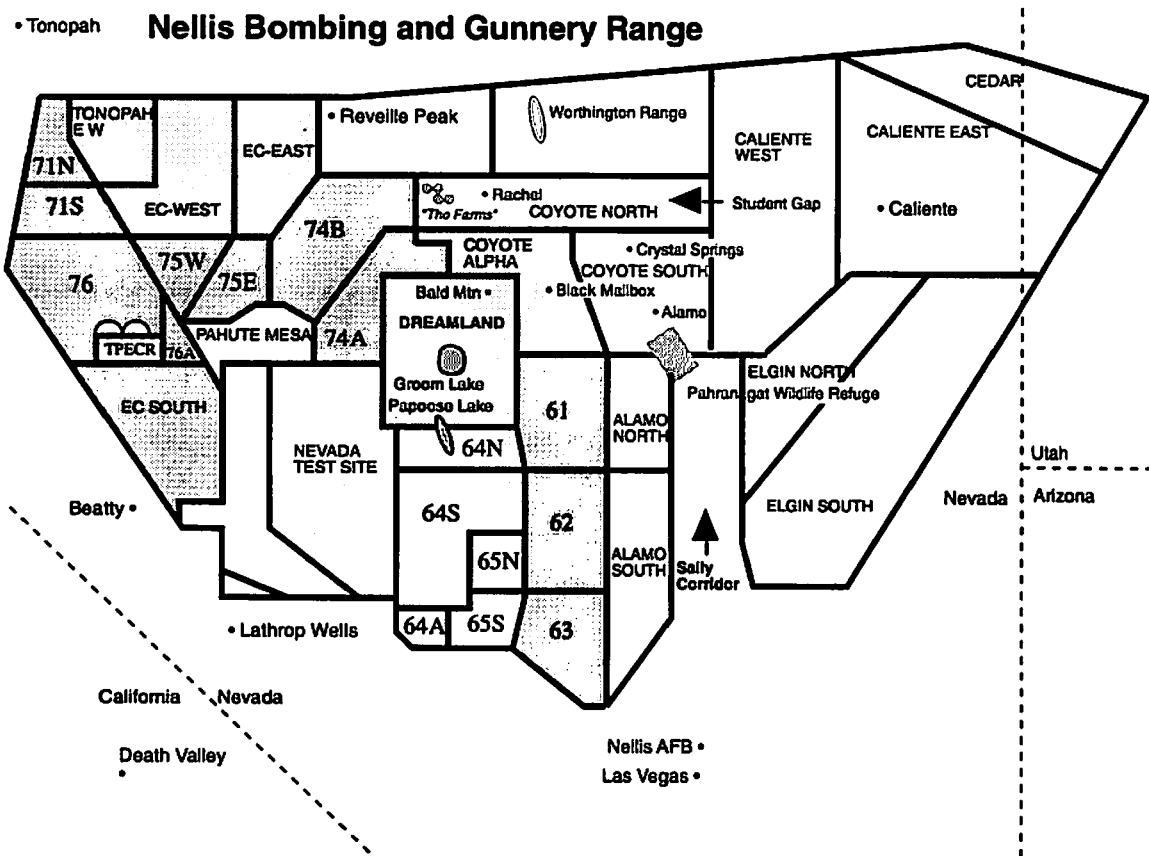 • Tonopah
Nellis Bombing and Gunnery Range
TONOPAH
E W
• Reveille Peak
Worthington Range
CEDAR
CALIENTE EAST
CALIENTE
WEST
EC-EAST
71N
71S
EC-WEST
74B
• Rachel
"The Farms"
COYOTE NORTH
Student Gap
• Caliente
75W
75E
76
COYOTE
ALPHA
• Crystal Springs
COYOTE SOUTH
Bald Mtn •
• Black Mailbox
• Alamo
DREAMLAND
PAHUTE MESA
74A
TPECR
76A
Groom Lake
Papoose Lake
ELGIN NORTH
Pahranagat Wildlife Refuge
EC SOUTH
61
ALAMO
NORTH
64N
NEVADA
TEST SITE
Utah
Nevada
Arizona
Beatty •
64S
62
ELGIN SOUTH
65N
ALAMO
SOUTH
Sally
Corridor
64A
65S
63
• Lathrop Wells
California
Nevada
Death Valley
•
Nellis AFB •
Las Vegas •